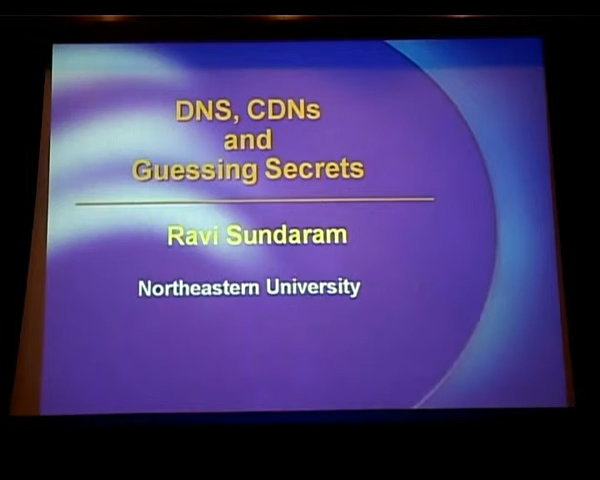 DNS, CDNs
and
Guessing Secrets
Ravi Sundaram
Northeastern University